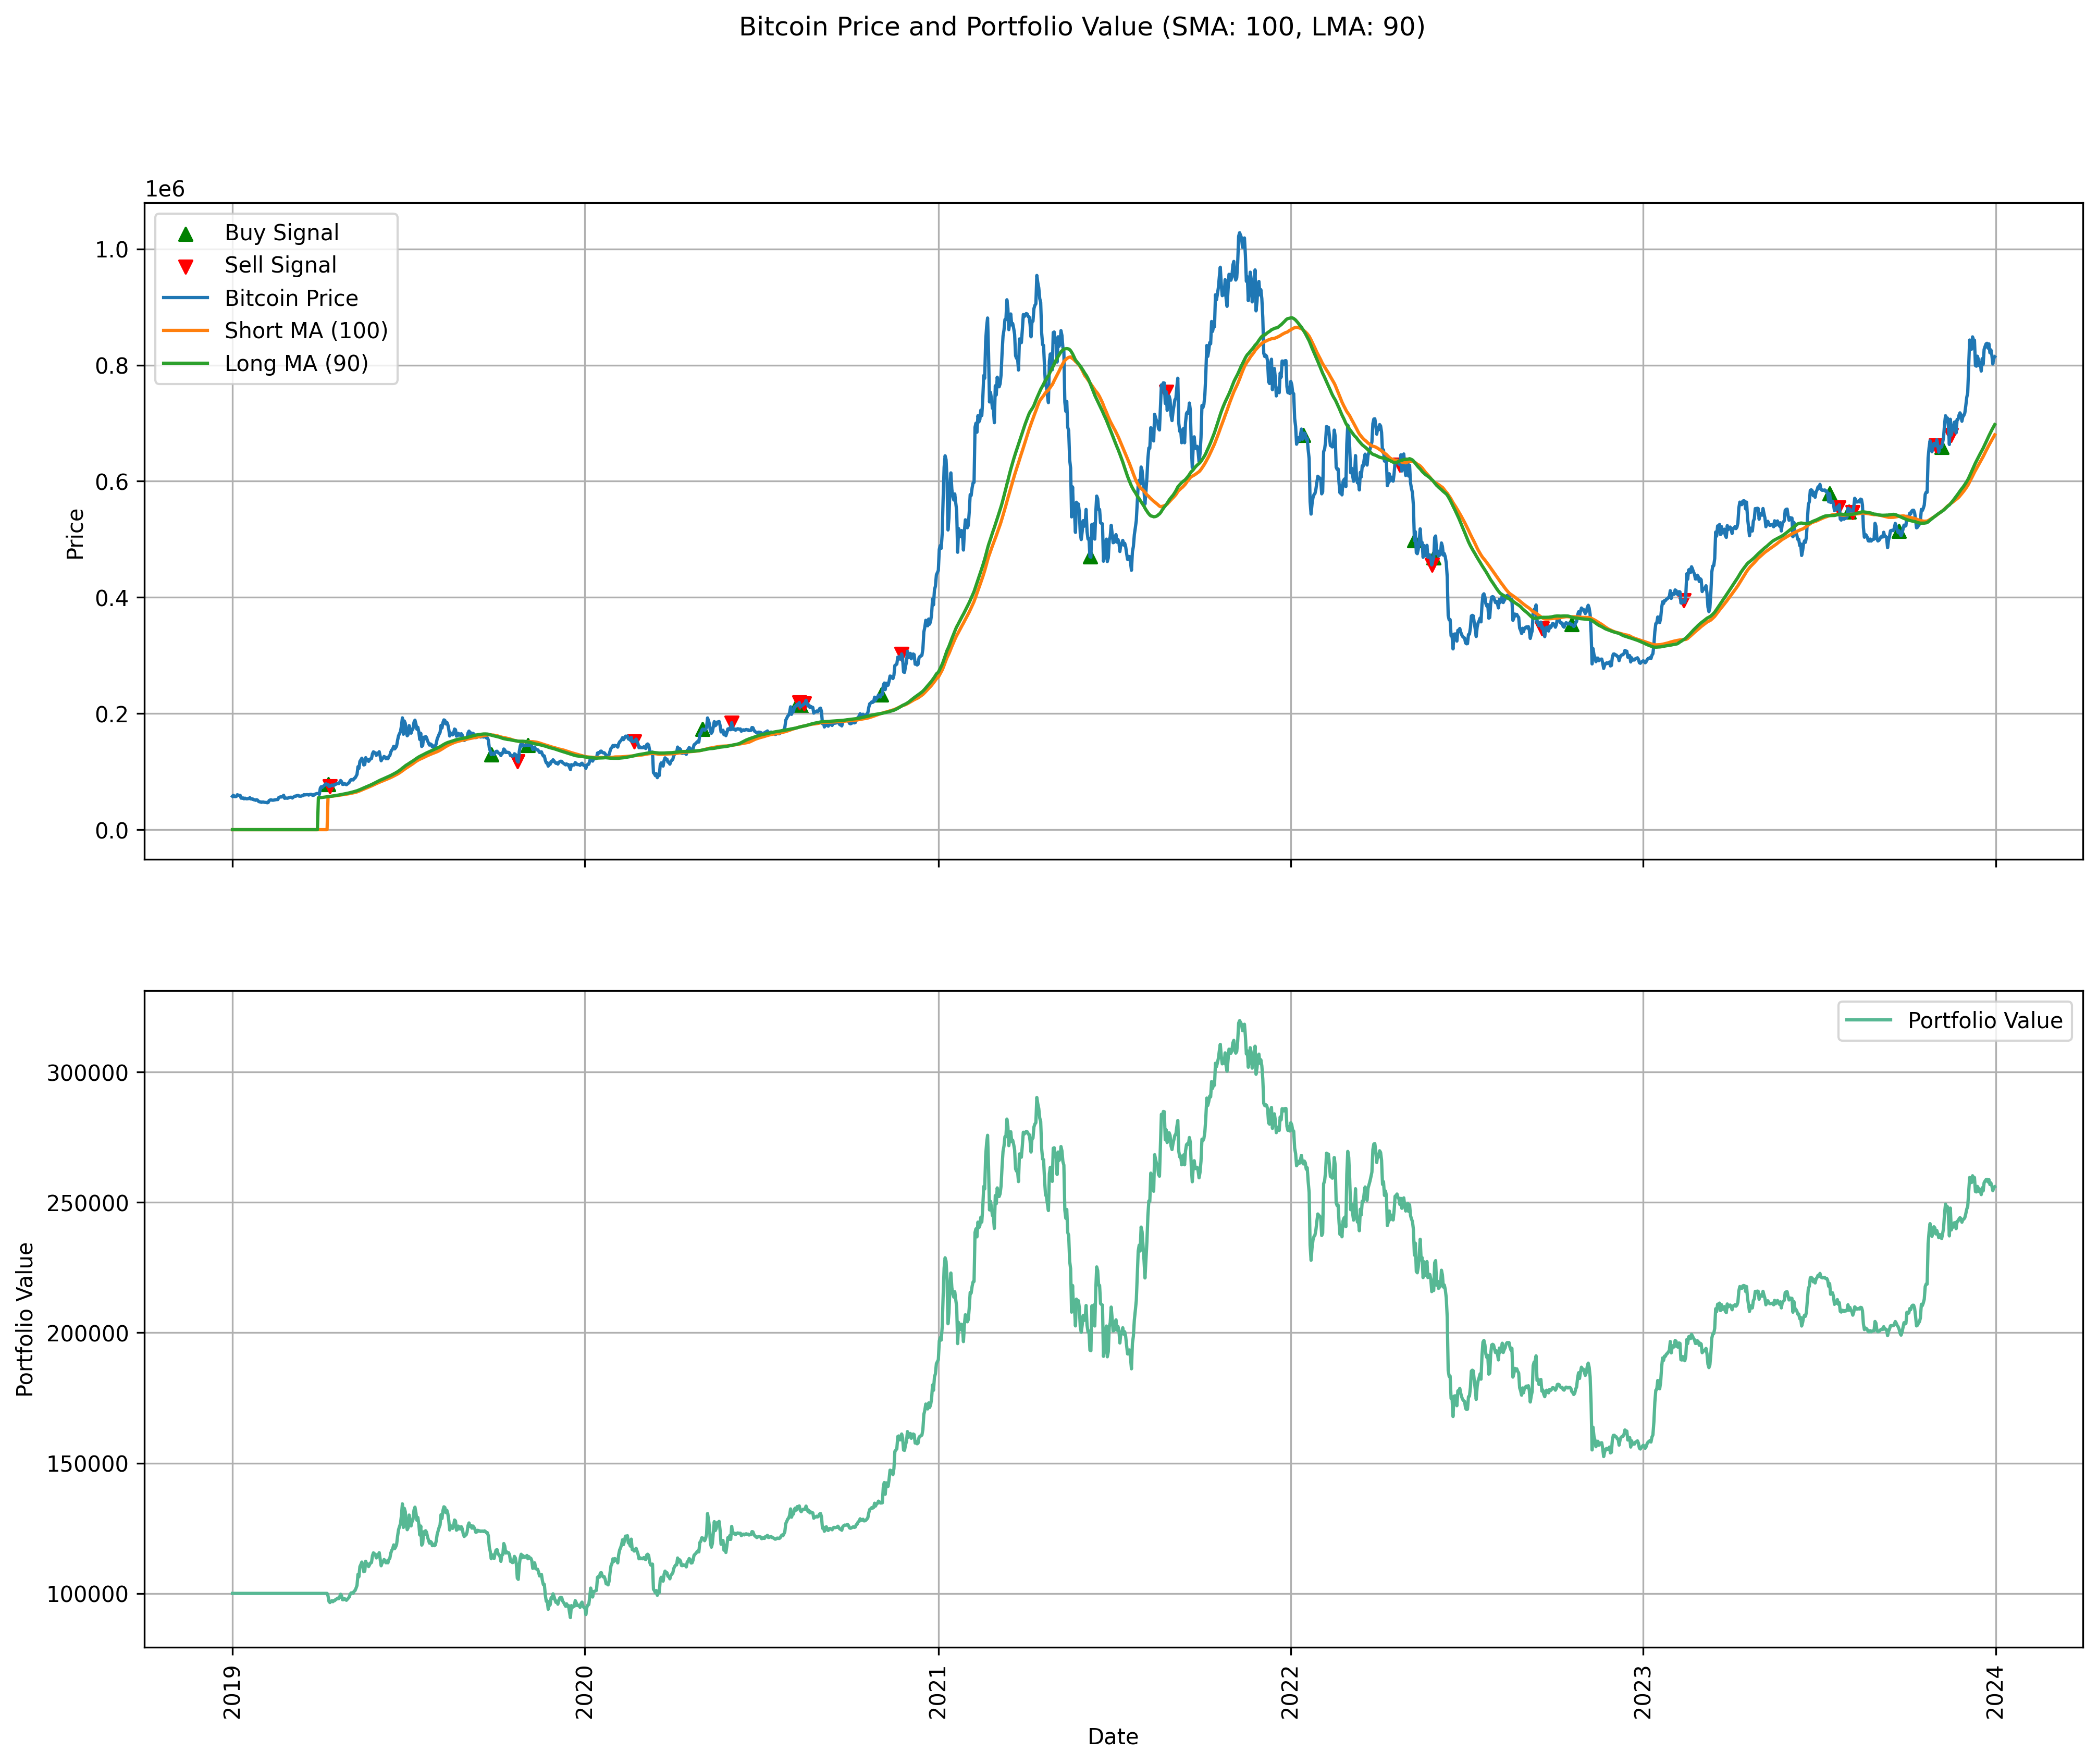 Bitcoin Price and Portfolio Value (SMA: 100, LMA: 90)
1e6
Buy Signal
Sell Signal
Bitcoin Price
Short MA (100)
Long MA (90)
Price
1.0
0.8
0.6
0.4
0.2
0.0
Portfolio Value
Portfolio Value
300000
250000
200000
150000
100000
2019
2020
2021
2022
2023
2024
Date